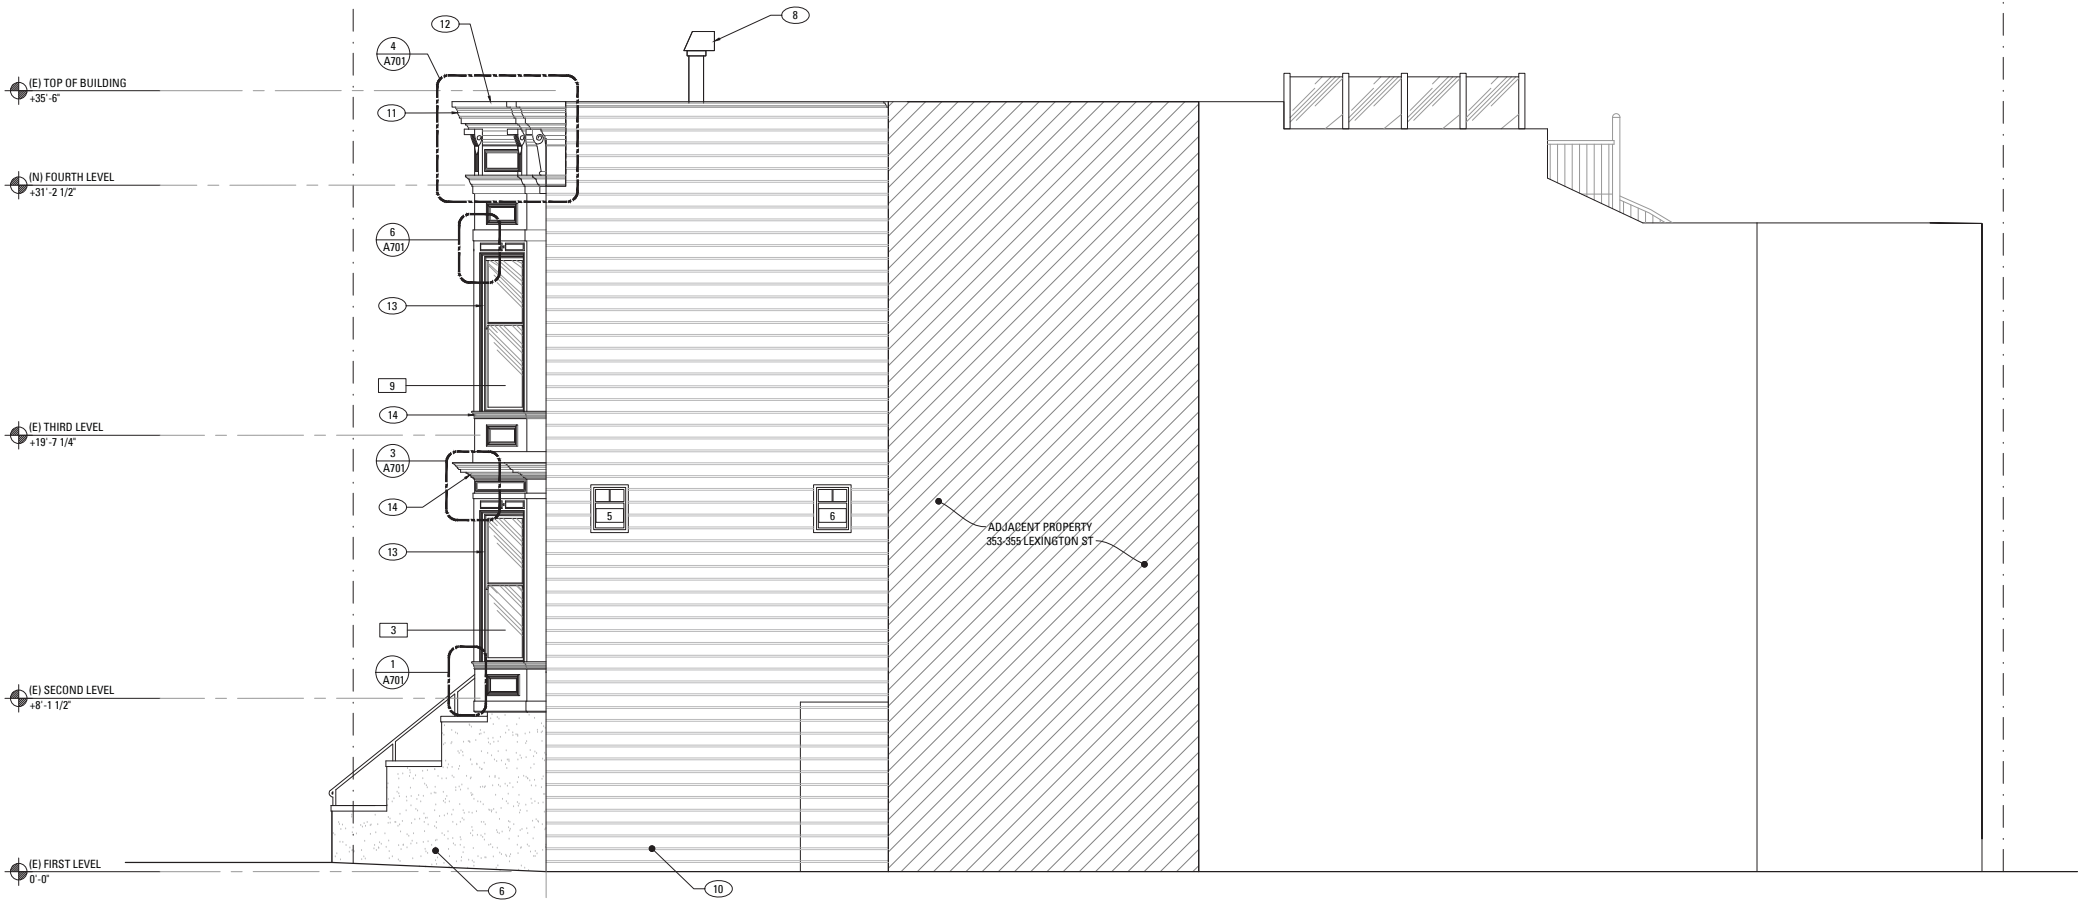 8
12
4
A701
(E) TOP OF BUILDING
+35'-6"
11
(N) FOURTH LEVEL
+31'-2 1/2"
6
A701
13
9
14
(E) THIRD LEVEL
+19'-7 1/4"
3
A701
14
5
6
ADJACENT PROPERTY
353-355 LEXINGTON ST
13
3
1
A701
(E) SECOND LEVEL
+8'-1 1/2"
(E) FIRST LEVEL
0'-0"
6
10